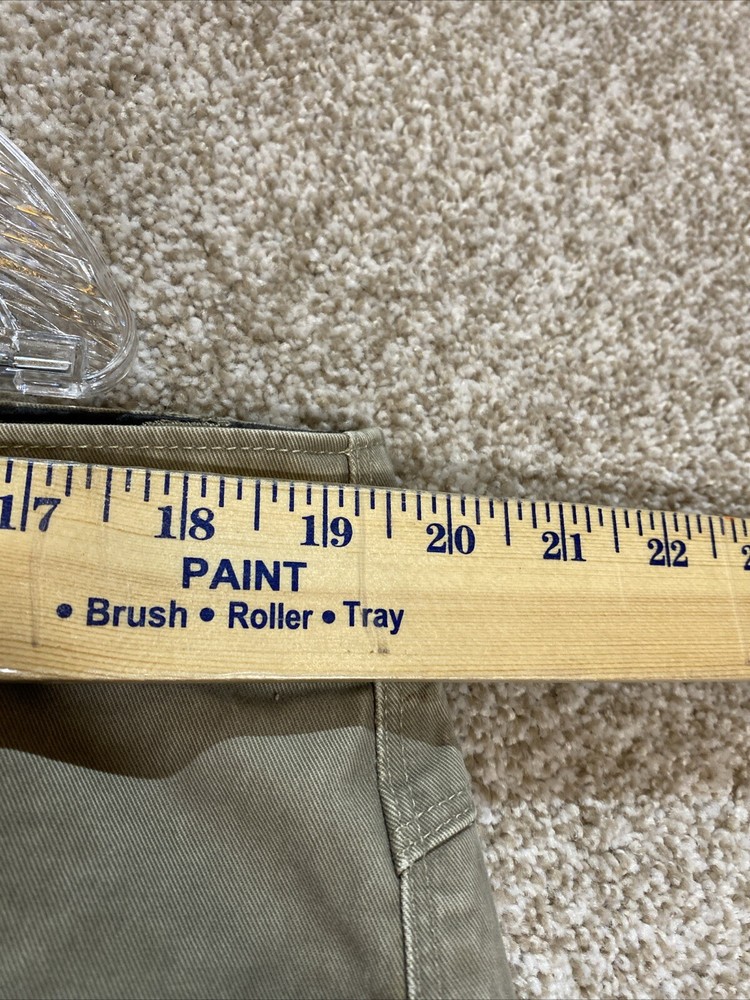 17 18 19 20 21 22
PAINT
• Brush • Roller • Tray